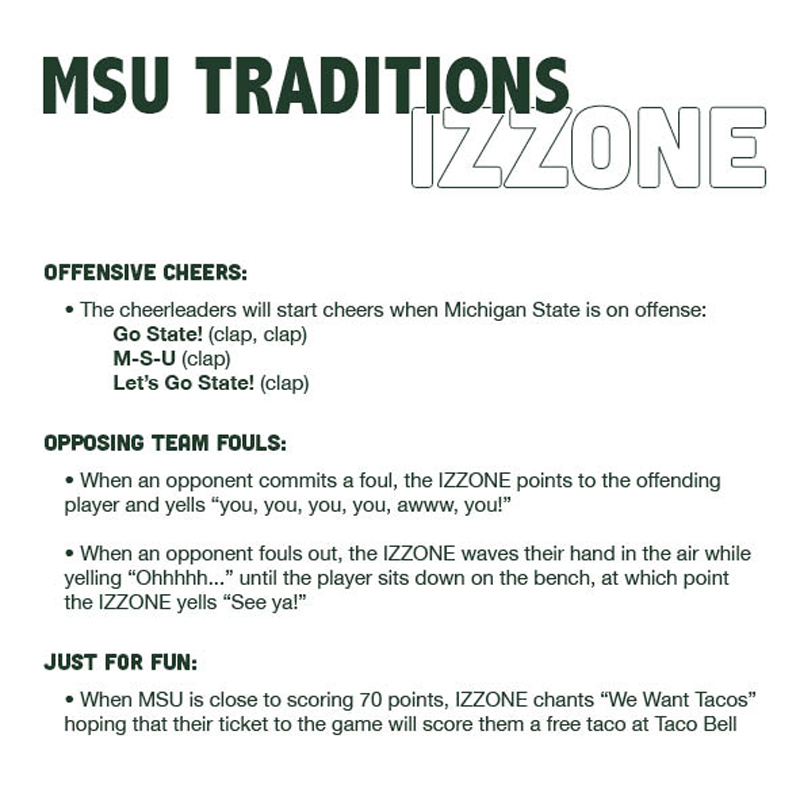 MSU TRADITIONS
IZZONE
OFFENSIVE CHEERS:
• The cheerleaders will start cheers when Michigan State is on offense:
Go State! (clap, clap)
M-S-U (clap)
Let's Go State! (clap)
OPPOSING TEAM FOULS:
• When an opponent commits a foul, the IZZONE points to the offending
player and yells “you, you, you, you, awww, you!”
• When an opponent fouls out, the IZZONE waves their hand in the air while
yelling “Ohhhhh...” until the player sits down on the bench, at which point
the IZZONE yells “See ya!”
JUST FOR FUN:
• When MSU is close to scoring 70 points, IZZONE chants “We Want Tacos”
hoping that their ticket to the game will score them a free taco at Taco Bell